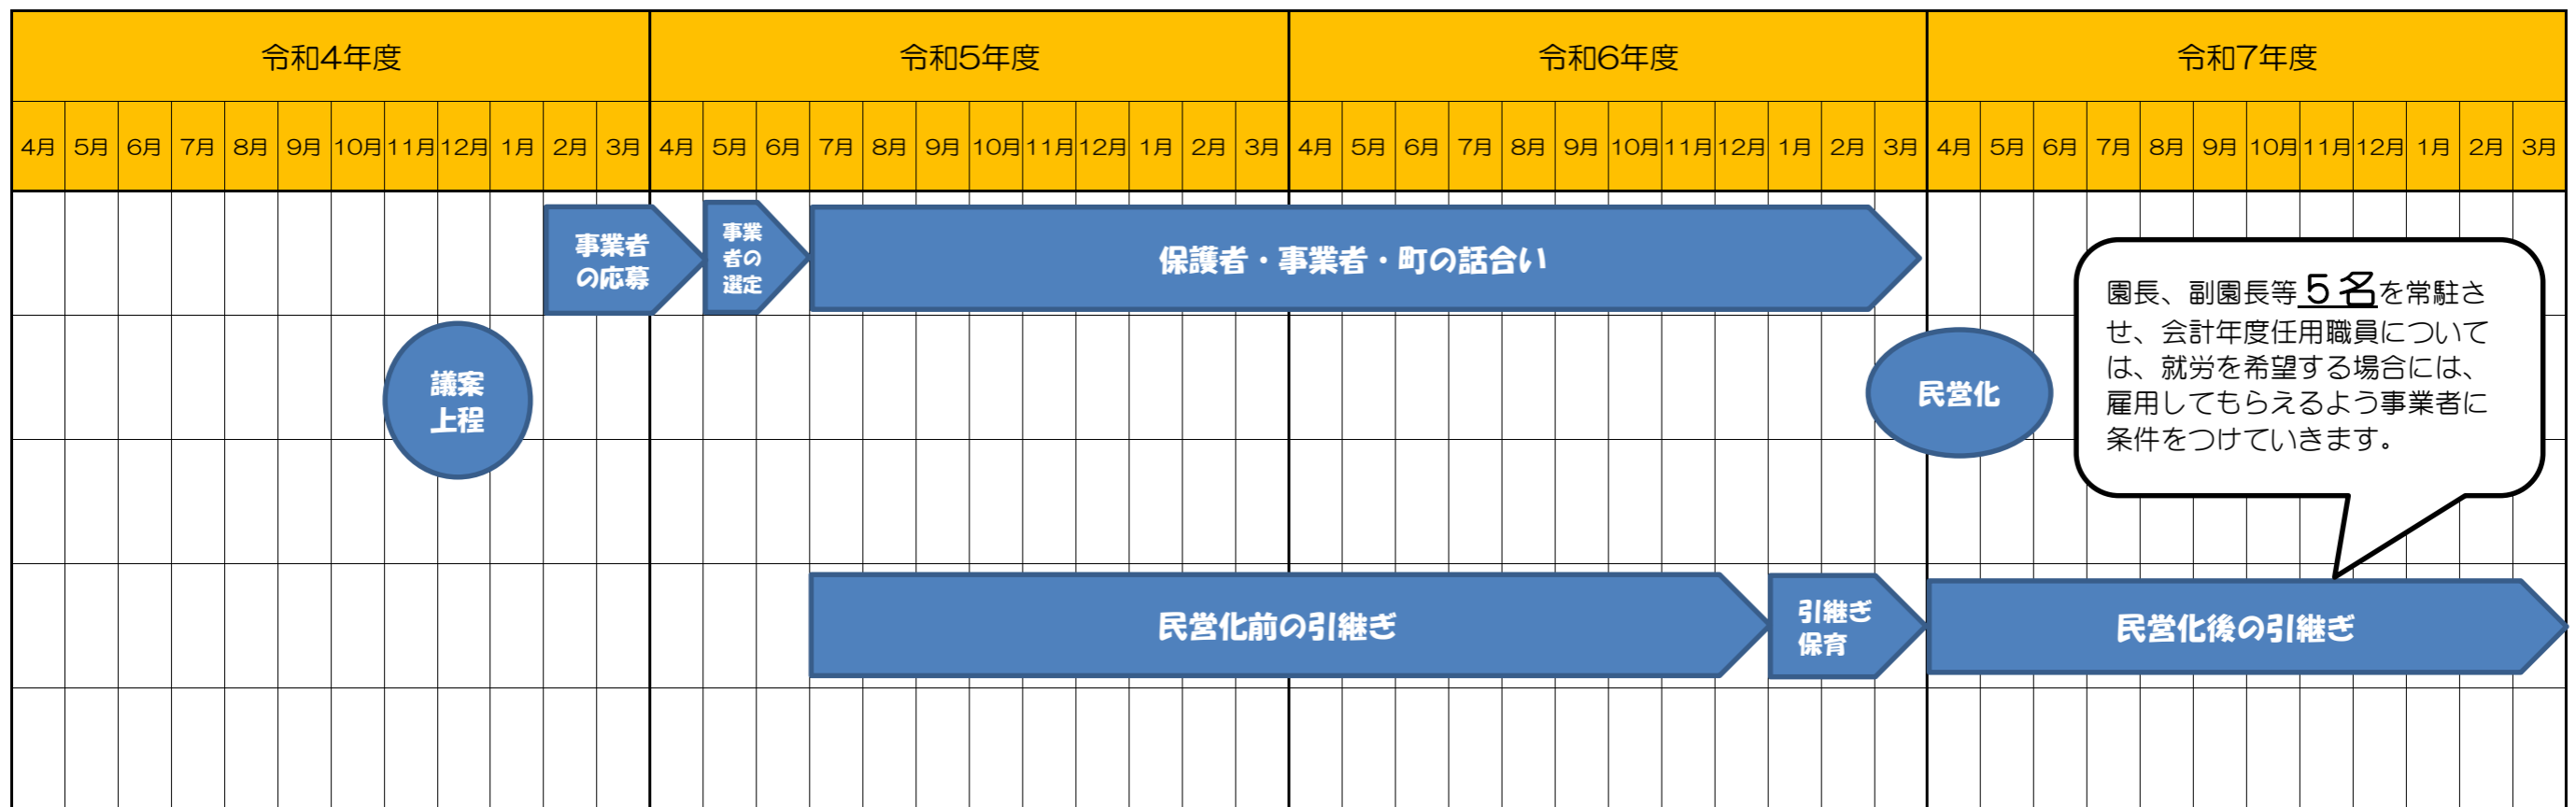 令和4年度 令和5年度 令和6年度 令和7年度
4月 5月 6月 7月 8月 9月 10月 11月 12月 1月 2月 3月 4月 5月 6月 7月 8月 9月 10月 11月 12月 1月 2月 3月 4月 5月 6月 7月 8月 9月 10月 11月 12月 1月 2月 3月 4月 5月 6月 7月 8月 9月 10月 11月 12月 1月 2月 3月
事業者
の応募
事業
者の
選定
保護者・事業者・町の話合い
園長、副園長等５名を常駐さ
せ、会計年度任用職員について
は、就労を希望する場合には、
雇用してもらえるよう事業者に
条件をつけていきます。
議案
上程
民営化
民営化前の引継ぎ
引継ぎ
保育
民営化後の引継ぎ